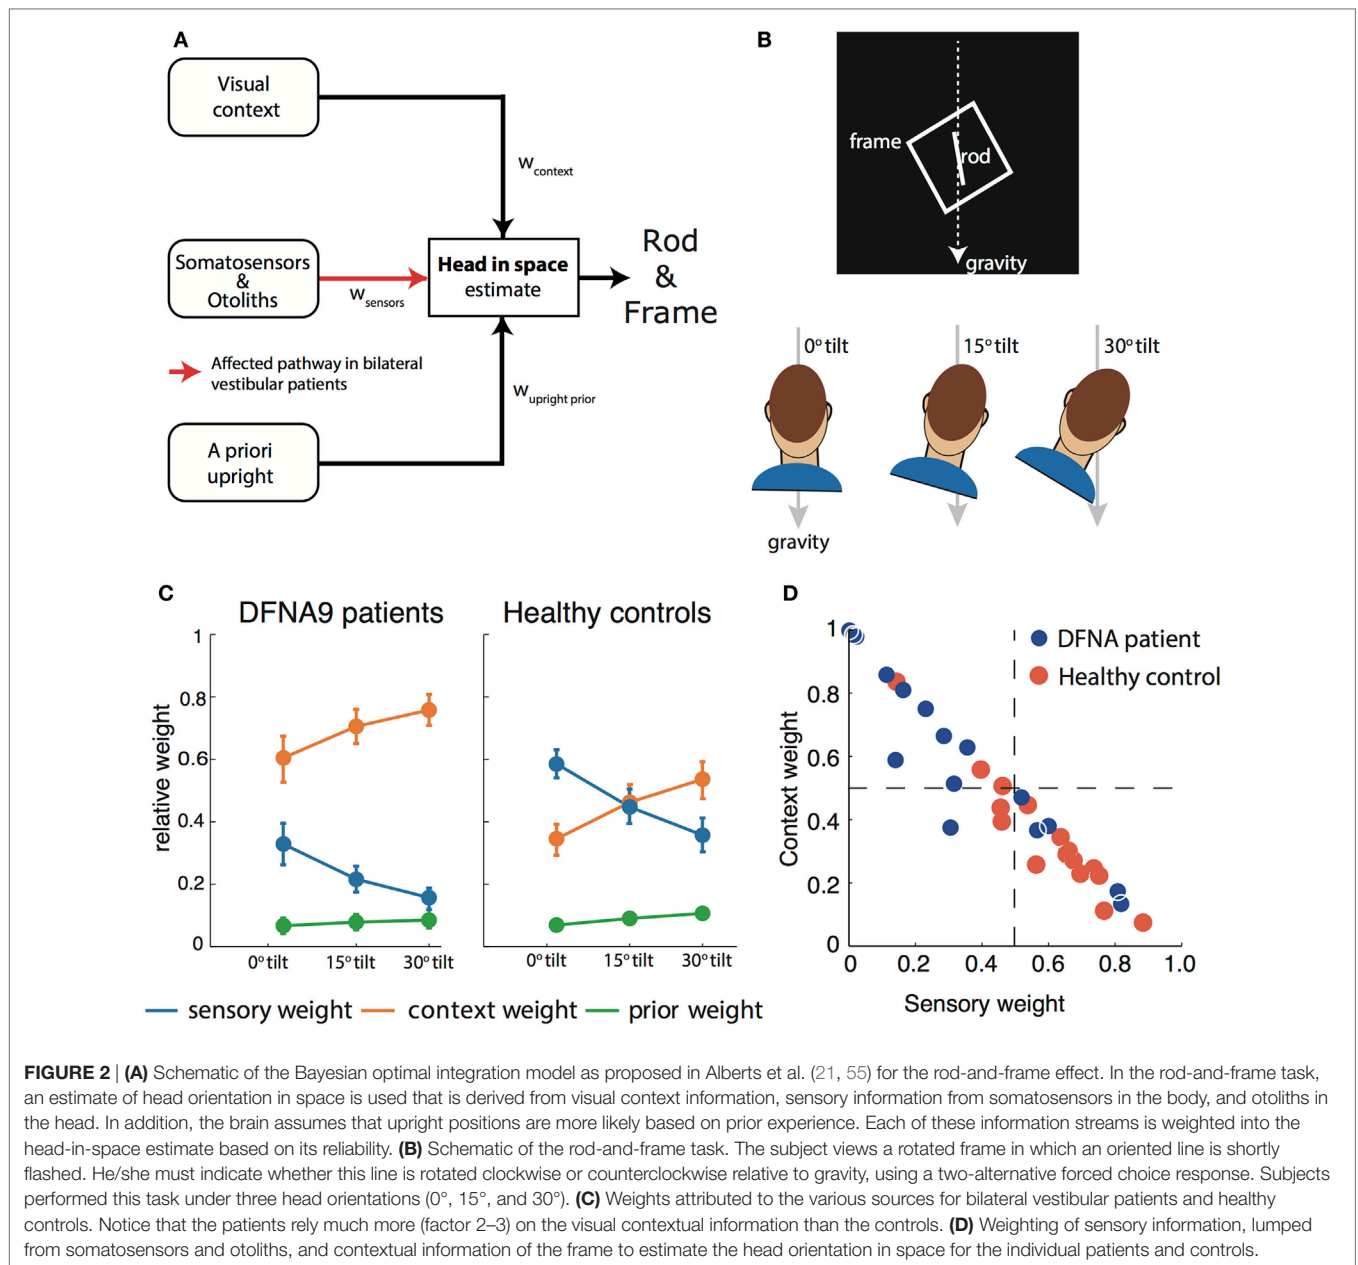 A
Visual
context
w context
Somatosensors
&
Otoliths
w sensors
Head in space
estimate
Rod
&
Frame
Affected pathway in bilateral
vestibular patients
w upright prior
A priori
upright
B
frame
rod
gravity
0° tilt
15° tilt
30° tilt
gravity
C
DFNA9 patients
Healthy controls
relative weight
1
0.8
0.6
0.4
0.2
0
0° tilt
15° tilt
30° tilt
0° tilt
15° tilt
30° tilt
sensory weight
context weight
prior weight
D
DFNA patient
Healthy control
Context weight
1
0.8
0.6
0.4
0.2
0
0
0.2
0.4
0.6
0.8
1.0
Sensory weight
FIGURE 2 | (A) Schematic of the Bayesian optimal integration model as proposed in Alberts et al. (21, 55) for the rod-and-frame effect. In the rod-and-frame task,
an estimate of head orientation in space is used that is derived from visual context information, sensory information from somatosensors in the body, and otoliths in
the head. In addition, the brain assumes that upright positions are more likely based on prior experience. Each of these information streams is weighted into the
head-in-space estimate based on its reliability. (B) Schematic of the rod-and-frame task. The subject views a rotated frame in which an oriented line is shortly
flashed. He/she must indicate whether this line is rotated clockwise or counterclockwise relative to gravity, using a two-alternative forced choice response. Subjects
performed this task under three head orientations (0°, 15°, and 30°). (C) Weights attributed to the various sources for bilateral vestibular patients and healthy
controls. Notice that the patients rely much more (factor 2–3) on the visual contextual information than the controls. (D) Weighting of sensory information, lumped
from somatosensors and otoliths, and contextual information of the frame to estimate the head orientation in space for the individual patients and controls.